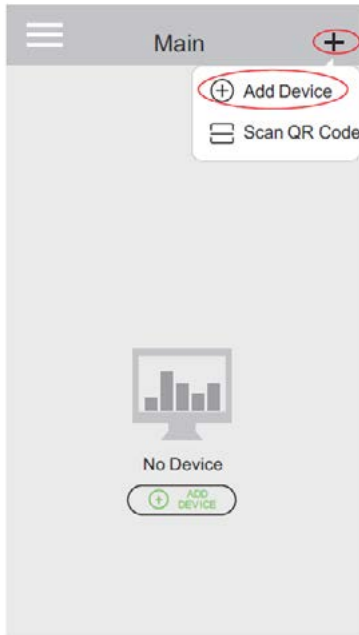 Main
Add Device
Scan QR Code
No Device
ADD
DEVICE